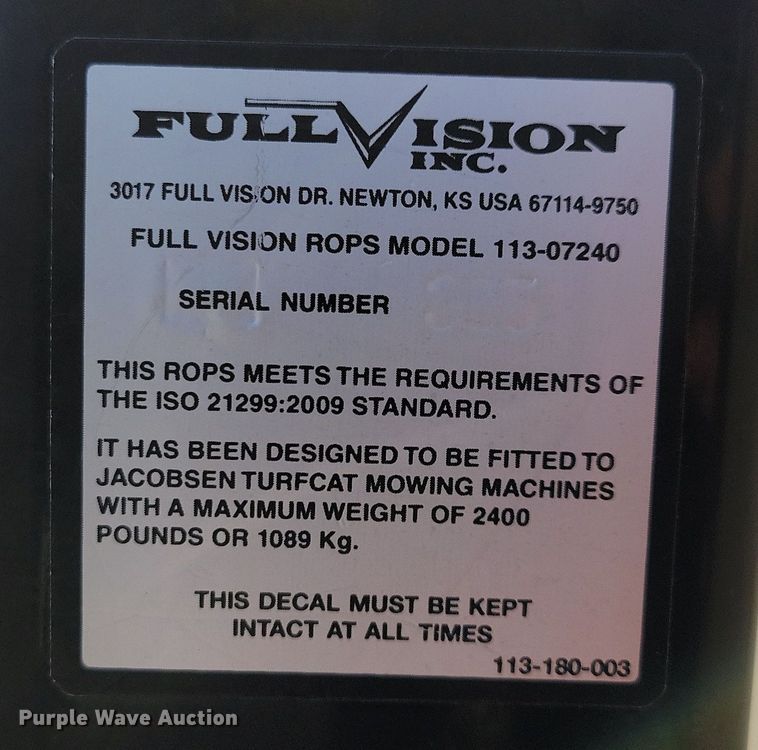 FULL VISION
INC.
3017 FULL VISION DR. NEWTON, KS USA 67114-9750
FULL VISION ROPS MODEL 113-07240
SERIAL NUMBER
THIS ROPS MEETS THE REQUIREMENTS OF
THE ISO 21299:2009 STANDARD.
IT HAS BEEN DESIGNED TO BE FITTED TO
JACOBSEN TURFCAT MOWING MACHINES
WITH A MAXIMUM WEIGHT OF 2400
POUNDS OR 1089 Kg.
THIS DECAL MUST BE KEPT
INTACT AT ALL TIMES
113-180-003
Purple Wave Auction